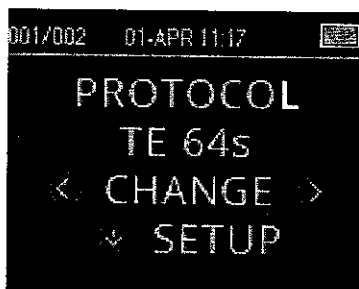 001/002 01-APR 11:17
PROTOCOL
TE 64s
< CHANGE >
SETUP